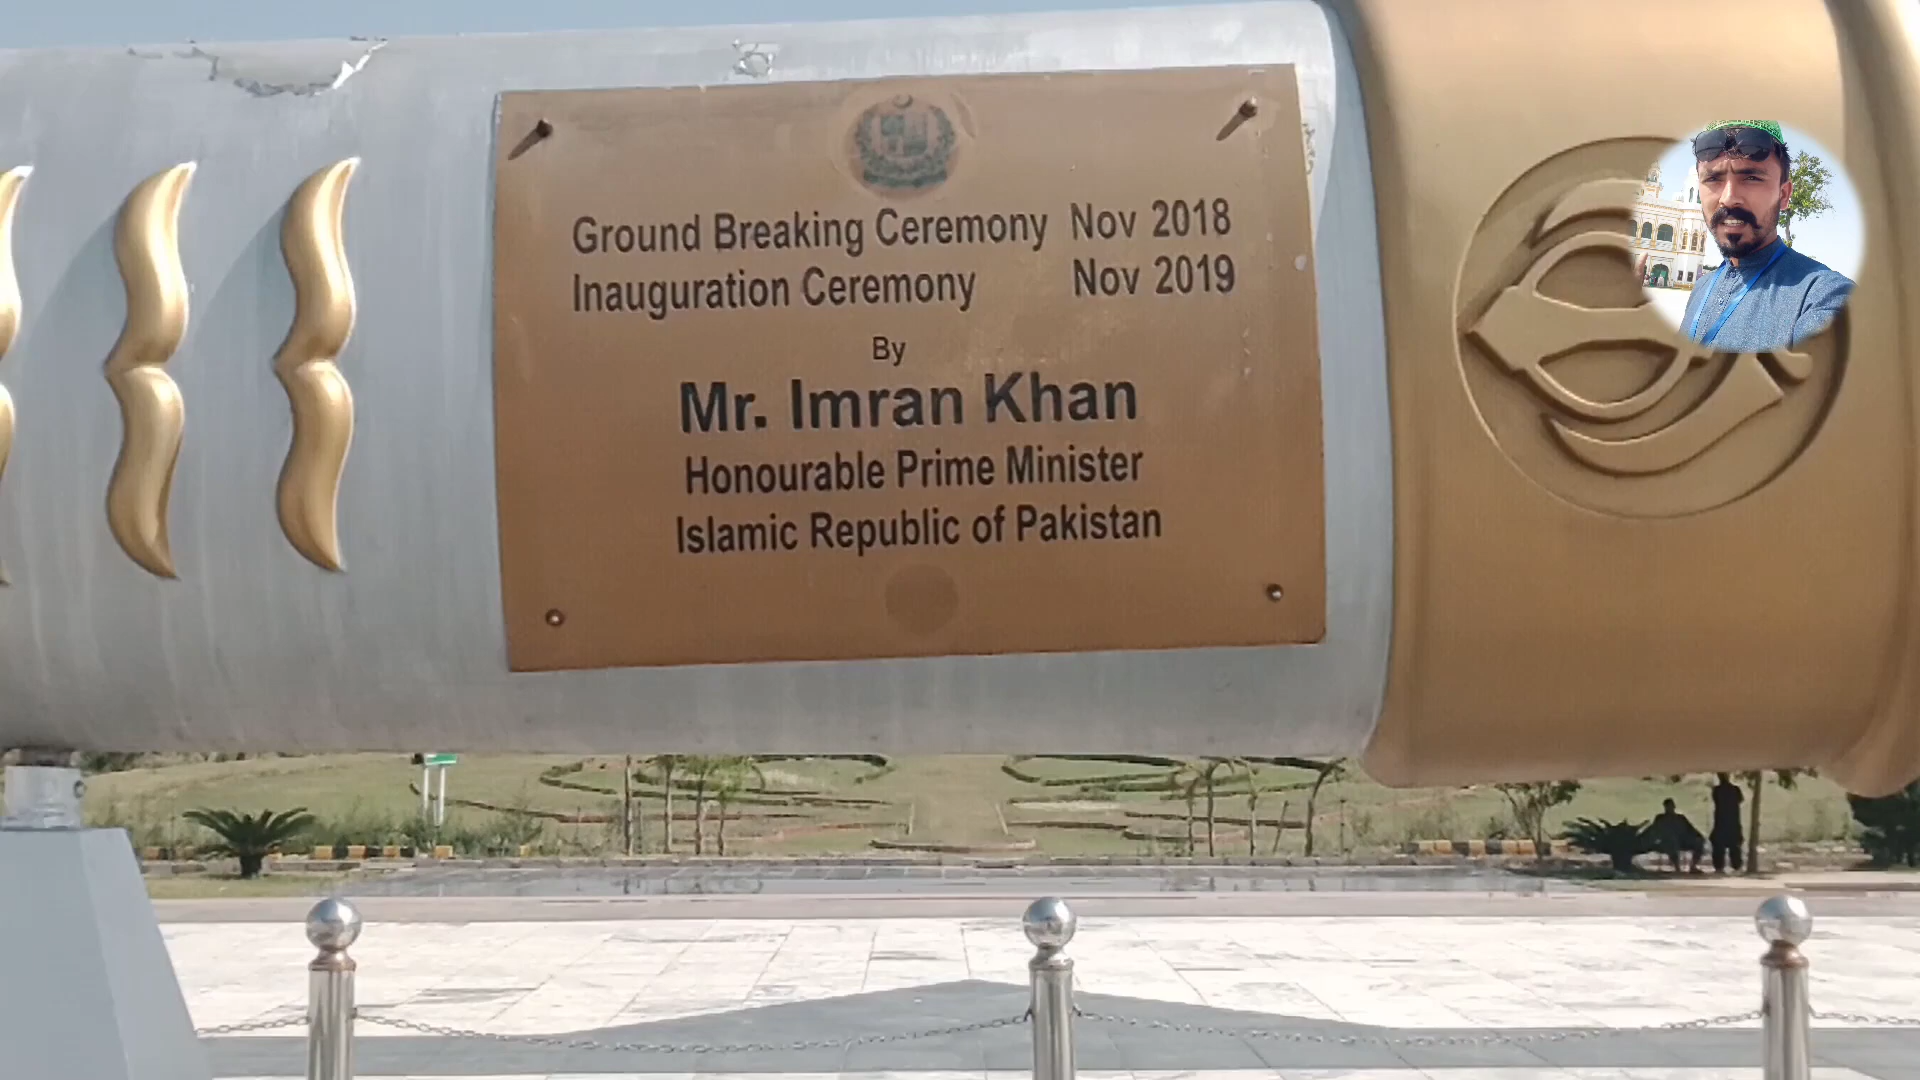 Ground Breaking Ceremony Nov 2018
Inauguration Ceremony Nov 2019
By
Mr. Imran Khan
Honourable Prime Minister
Islamic Republic of Pakistan